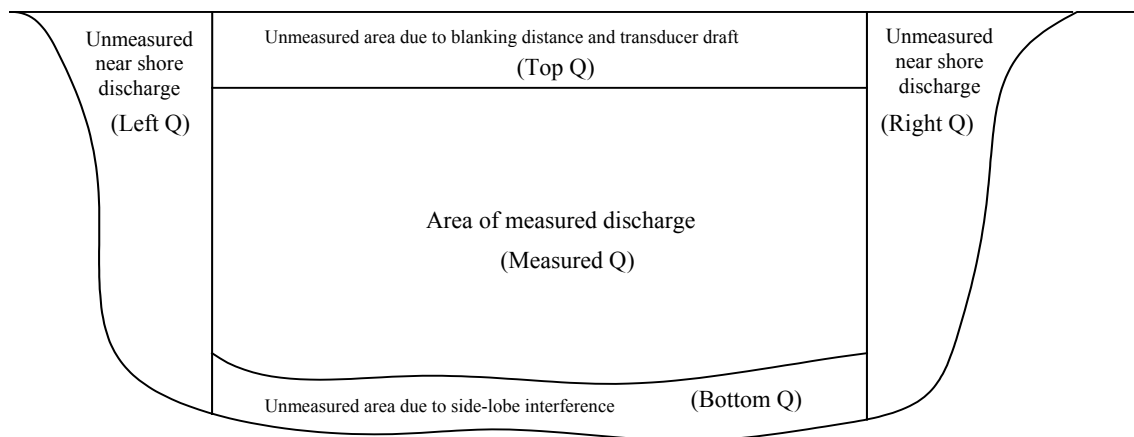 Unmeasured
near shore
discharge
(Left Q)
Unmeasured area due to blanking distance and transducer draft
(Top Q)
Unmeasured
near shore
discharge
(Right Q)
Area of measured discharge
(Measured Q)
Unmeasured area due to side-lobe interference
(Bottom Q)